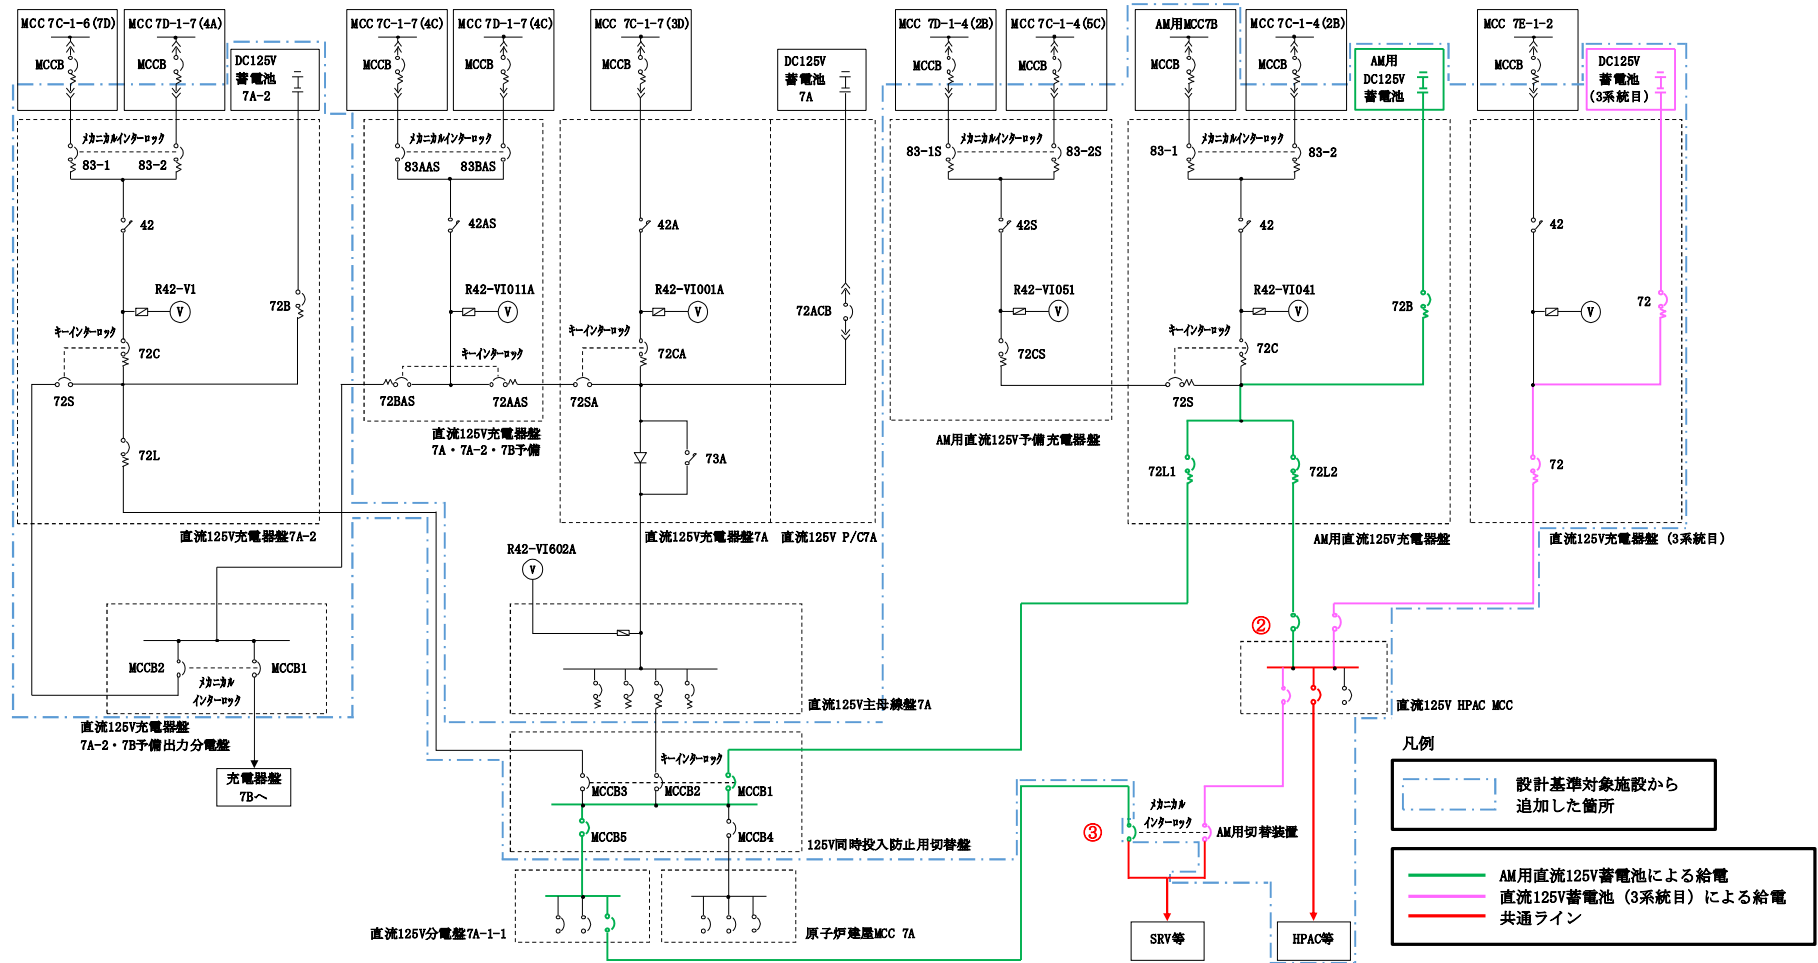 MCC 7C-1-6 (7D)
MCC 7D-1-7 (4A)
MCC 7C-1-7 (4C)
MCC 7D-1-7 (4C)
MCC 7C-1-7 (3D)
MCC 7D-1-4 (2B)
MCC 7C-1-4 (5C)
AM用MCC7B
MCC 7C-1-4 (2B)
MCC 7E-1-2
MCCB
MCCB
DC125V
蓄電池
7A-2
MCCB
MCCB
MCCB
DC125V
蓄電池
7A
MCCB
MCCB
MCCB
MCCB
AM用
DC125V
蓄電池
MCCB
DC125V
蓄電池
(3系統目)
メカニカルインターロック
83-1
83-2
メカニカルインターロック
83AAS
83BAS
メカニカルインターロック
83-1S
83-2S
メカニカルインターロック
83-1
83-2
42
42AS
42A
42S
42
42
R42-V1
V
72B
R42-VI011A
V
R42-VI001A
V
72ACB
R42-VI051
V
R42-VI041
V
72B
V
72
キーインターロック
72C
72S
キーインターロック
72BAS
72AAS
キーインターロック
72CA
72SA
72CS
キーインターロック
72C
72S
72L
直流125V充電器盤
7A・7A-2・7B予備
73A
AM用直流125V予備充電器盤
72L1
72L2
72
直流125V充電器盤7A-2
直流125V充電器盤7A
直流125V P/C7A
AM用直流125V充電器盤
直流125V充電器盤 (3系統目)
R42-VI602A
V
②
MCCB2
MCCB1
メカニカル
インターロック
直流125V主母線盤7A
直流125V HPAC MCC
直流125V充電器盤
7A-2・7B予備出力分電盤
充電器盤
7Bへ
キーインターロック
MCCB3
MCCB2
MCCB1
MCCB5
MCCB4
125V同時投入防止用切替盤
③
メカニカル
インターロック
AM用切替装置
直流125V分電盤7A-1-1
原子炉建屋MCC 7A
SRV等
HPAC等
凡例
設計基準対象施設から
追加した箇所
AM用直流125V蓄電池による給電
直流125V蓄電池（3系統目）による給電
共通ライン